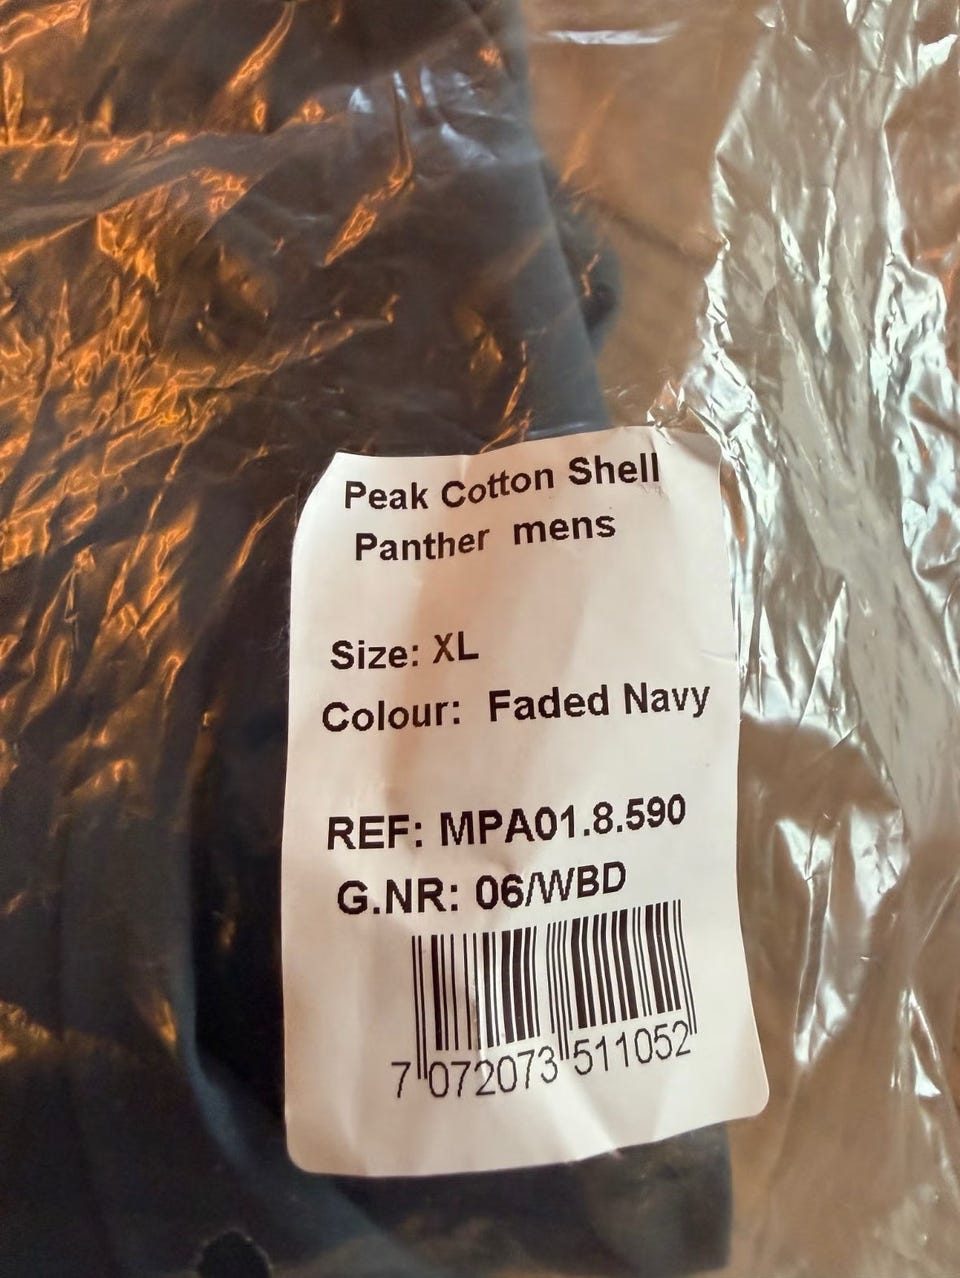 Peak Cotton Shell
Panther mens
Size: XL
Colour: Faded Navy
REF: MPA01.8.590
G.NR: 06/WBD
7 072073 511052